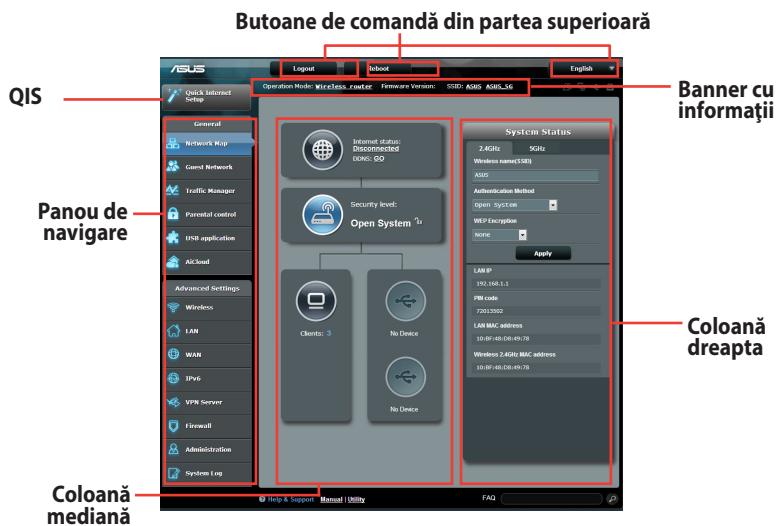 Butoane de comandă din partea superioară
QIS
Banner cu
informaţii
Panou de
navigare
Coloană
dreapta
Coloană
mediană
ASUS
Logout
Reboot
English
Quick Internet
Setup
Operation Mode: Wireless router Firmware Version: SSID: ASUS ASUS_5G
General
Network Map
Guest Network
Traffic Manager
Parental control
USB application
AiCloud
Advanced Settings
Wireless
LAN
WAN
IPv6
VPN Server
Firewall
Administration
System Log
Internet status:
Disconnected
DDNS: GO
Security level:
Open System
Clients: 3
No Device
No Device
System Status
2.4GHz 5GHz
Wireless name(SSID)
ASUS
Authentication Method
Open System
WEP Encryption
None
Apply
LAN IP
192.168.1.1
PIN code
72013502
LAN MAC address
10:BF:48:D8:49:78
Wireless 2.4GHz MAC address
10:BF:48:D8:49:78
Help & Support Manual | Utility
FAQ